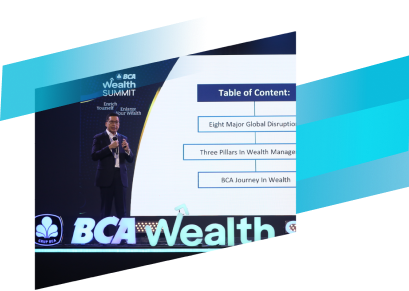 BCA
Wealth
SUMMIT
Enrich Yourself
Enlarge Your Wealth
Table of Content:
Eight Major Global Disruptio
Three Pillars In Wealth Manage
BCA Journey In Wealth
BCA Wealth S